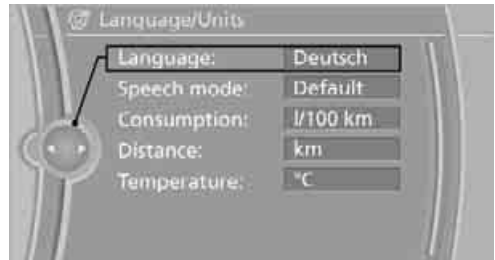 Language/Units
Language: Deutsch
Speech mode: Default
Consumption: l/100 km
Distance: km
Temperature: °C